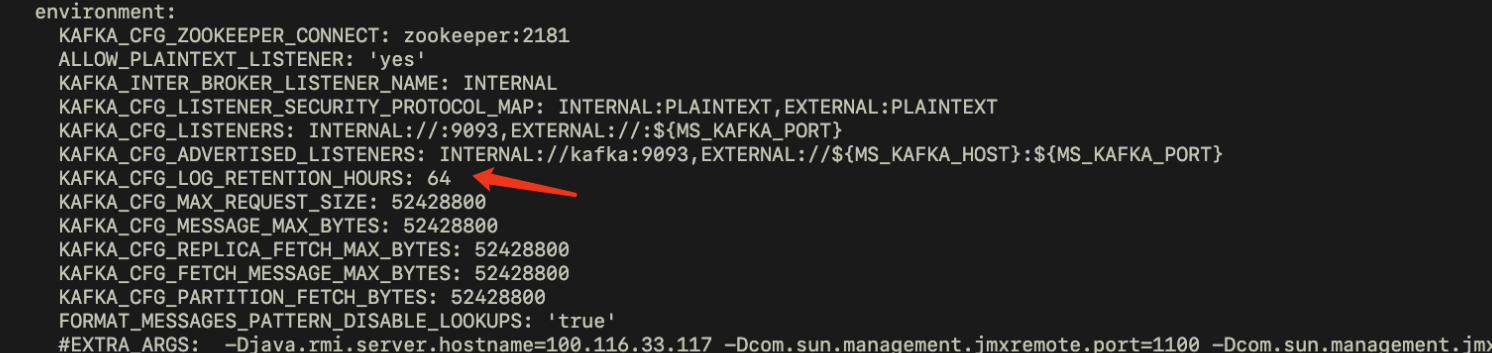 environment:
KAFKA_CFG_ZOOKEEPER_CONNECT: zookeeper:2181
ALLOW_PLAINTEXT_LISTENER: 'yes'
KAFKA_INTER_BROKER_LISTENER_NAME: INTERNAL
KAFKA_CFG_LISTENER_SECURITY_PROTOCOL_MAP: INTERNAL:PLAINTEXT,EXTERNAL:PLAINTEXT
KAFKA_CFG_LISTENERS: INTERNAL://:9093,EXTERNAL://:${MS_KAFKA_PORT}
KAFKA_CFG_ADVERTISED_LISTENERS: INTERNAL://kafka:9093,EXTERNAL://${MS_KAFKA_HOST}:${MS_KAFKA_PORT}
KAFKA_CFG_LOG_RETENTION_HOURS: 64
KAFKA_CFG_MAX_REQUEST_SIZE: 52428800
KAFKA_CFG_MESSAGE_MAX_BYTES: 52428800
KAFKA_CFG_REPLICA_FETCH_MAX_BYTES: 52428800
KAFKA_CFG_FETCH_MESSAGE_MAX_BYTES: 52428800
KAFKA_CFG_PARTITION_FETCH_BYTES: 52428800
FORMAT_MESSAGES_PATTERN_DISABLE_LOOKUPS: 'true'
#EXTRA_ARGS:  -Djava.rmi.server.hostname=100.116.33.117 -Dcom.sun.management.jmxremote.port=1100 -Dcom.sun.management.jmx